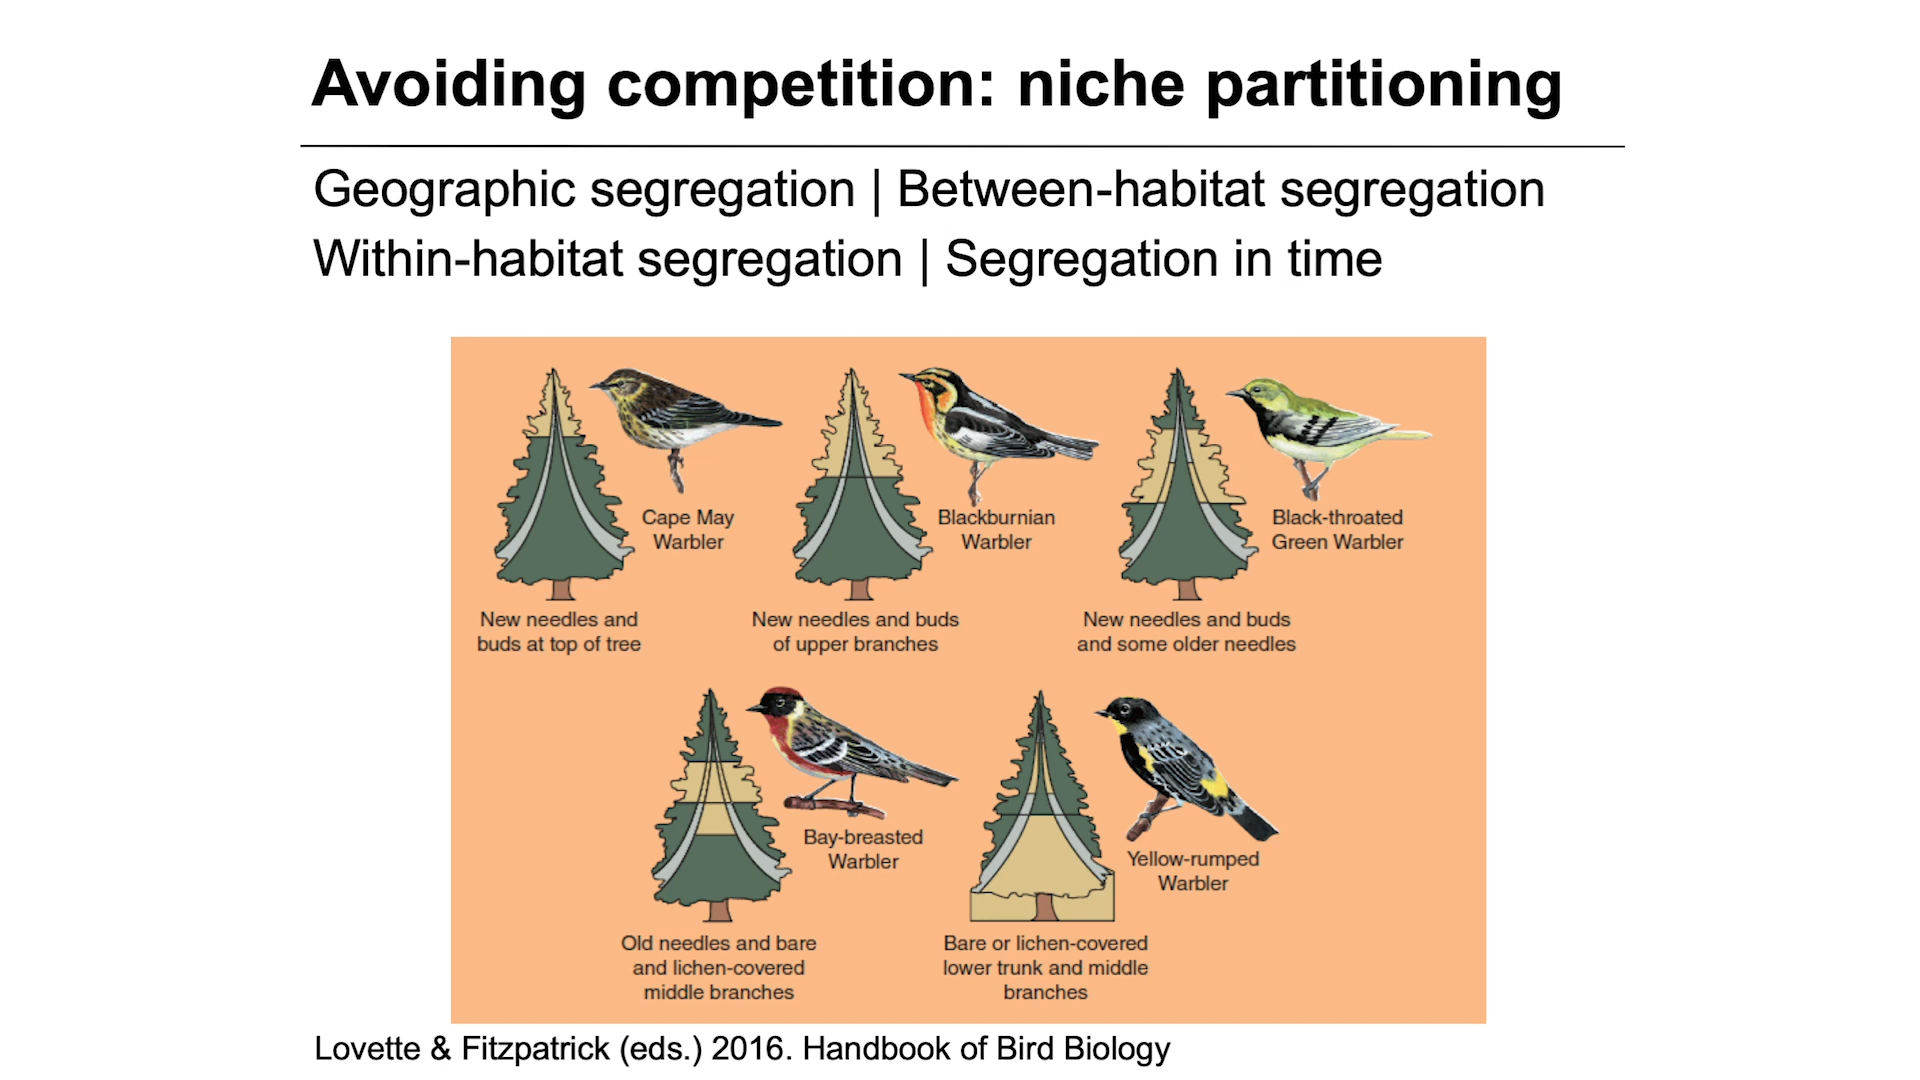 Avoiding competition: niche partitioning
Geographic segregation | Between-habitat segregation
Within-habitat segregation | Segregation in time
Cape May
Warbler
Blackburnian
Warbler
Black-throated
Green Warbler
New needles and
buds at top of tree
New needles and buds
of upper branches
New needles and buds
and some older needles
Bay-breasted
Warbler
Yellow-rumped
Warbler
Old needles and bare
and lichen-covered
middle branches
Bare or lichen-covered
lower trunk and middle
branches
Lovette & Fitzpatrick (eds.) 2016. Handbook of Bird Biology